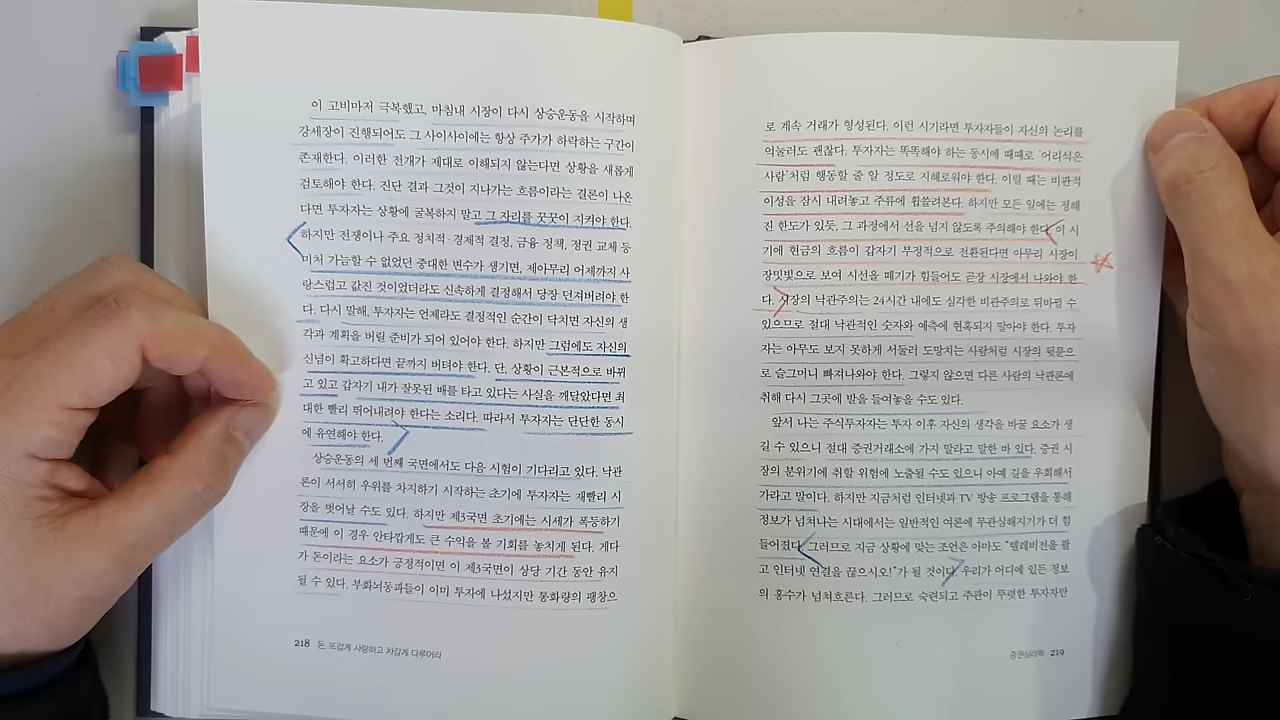 이 고비마저 극복했고, 마침내 시장이 다시 상승운동을 시작하며
강세장이 진행되어도 그 사이사이에는 항상 주가가 하락하는 구간이
존재한다. 이러한 전개가 제대로 이해되지 않는다면 상황을 새롭게
검토해야 한다. 진단 결과 그것이 지나가는 흐름이라는 결론이 나온
다면 투자자는 상황에 굴복하지 말고 그 자리를 꿋꿋이 지켜야 한다.
하지만 전쟁이나 주요 정치적·경제적 결정, 금융 정책, 정권 교체 등
미처 가늠할 수 없었던 중대한 변수가 생기면, 제아무리 어제까지 사
랑스럽고 값진 것이었더라도 신속하게 결정해서 당장 던져버려야 한
다. 다시 말해, 투자자는 언제라도 결정적인 순간이 닥치면 자신의 생
각과 계획을 버릴 준비가 되어 있어야 한다. 하지만 그럼에도 자신의
신념이 확고하다면 끝까지 버텨야 한다. 단, 상황이 근본적으로 바뀌
고 있고 갑자기 내가 잘못된 배를 타고 있다는 사실을 깨달았다면 최
대한 빨리 뛰어내려야 한다는 소리다. 따라서 투자자는 단단한 동시
에 유연해야 한다.
상승운동의 세 번째 국면에서도 다음 시험이 기다리고 있다. 낙관
론이 서서히 우위를 차지하기 시작하는 초기에 투자자는 재빨리 시
장을 벗어날 수도 있다. 하지만 제3국면 초기에는 시세가 폭등하기
때문에 이 경우 안타깝게도 큰 수익을 볼 기회를 놓치게 된다. 게다
가 돈이라는 요소가 긍정적이면 이 제3국면이 상당 기간 동안 유지
될 수 있다. 부화뇌동파들이 이미 투자에 나섰지만 통화량의 팽창으
218 돈, 뜨겁게 사랑하고 차갑게 다루어라
로 계속 거래가 형성된다. 이런 시기라면 투자자들이 자신의 논리를
억눌러도 괜찮다. 투자자는 똑똑해야 하는 동시에 때때로 '어리석은
사람'처럼 행동할 줄 알 정도로 지혜로워야 한다. 이럴 때는 비판적
이성을 잠시 내려놓고 주류에 휩쓸려본다. 하지만 모든 일에는 정해
진 한도가 있듯, 그 과정에서 선을 넘지 않도록 주의해야 한다. 이 시
기에 현금의 흐름이 갑자기 부정적으로 전환된다면 아무리 시장이
장밋빛으로 보여 시선을 떼기가 힘들어도 곧장 시장에서 나와야 한
다. 시장의 낙관주의는 24시간 내에도 심각한 비관주의로 뒤바뀔 수
있으므로 절대 낙관적인 숫자와 예측에 현혹되지 말아야 한다. 투자
자는 아무도 보지 못하게 서둘러 도망치는 사람처럼 시장의 뒷문으
로 슬그머니 빠져나와야 한다. 그렇지 않으면 다른 사람의 낙관론에
취해 다시 그곳에 발을 들여놓을 수도 있다.
앞서 나는 주식투자자는 투자 이후 자신의 생각을 바꿀 요소가 생
길 수 있으니 절대 증권거래소에 가지 말라고 말한 바 있다. 증권 시
장의 분위기에 취할 위험에 노출될 수도 있으니 아예 길을 우회해서
가라고 말이다. 하지만 지금처럼 인터넷과 TV 방송 프로그램을 통해
정보가 넘쳐나는 시대에서는 일반적인 여론에 무관심해지기가 더 힘
들어졌다. 그러므로 지금 상황에 맞는 조언은 아마도 "텔레비전을 팔
고 인터넷 연결을 끊으시오!"가 될 것이다. 우리가 어디에 있든 정보
의 홍수가 넘쳐흐른다. 그러므로 숙련되고 주관이 뚜렷한 투자자만
증권심리학 219